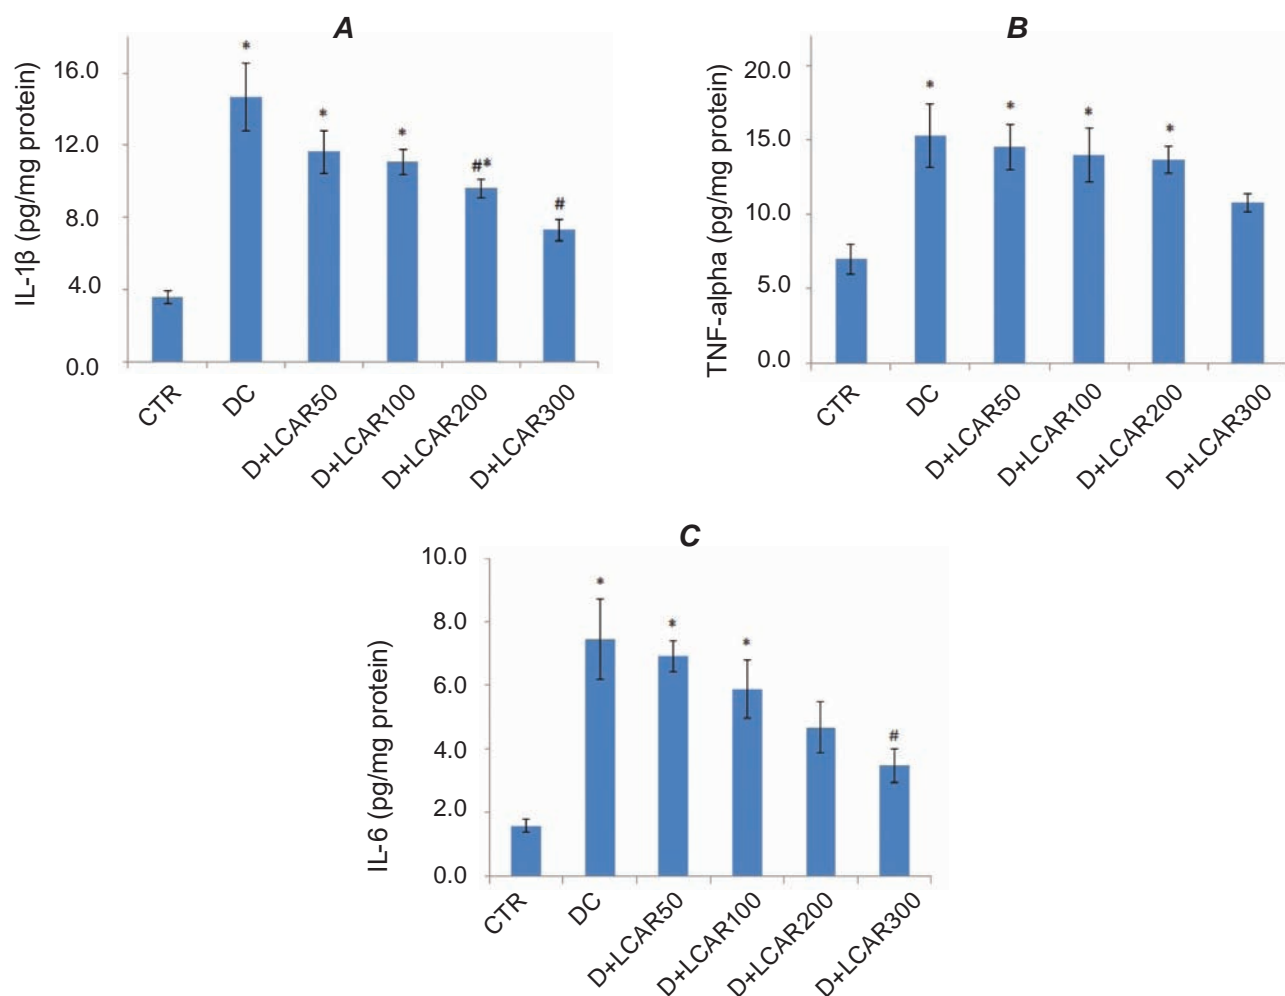 A
IL-1β (pg/mg protein)
16.0
12.0
8.0
4.0
0.0
*
*
*
#*
#
CTR
DC
D+LCAR50
D+LCAR100
D+LCAR200
D+LCAR300
B
TNF-alpha (pg/mg protein)
20.0
15.0
10.0
5.0
0.0
*
*
*
*
CTR
DC
D+LCAR50
D+LCAR100
D+LCAR200
D+LCAR300
C
IL-6 (pg/mg protein)
10.0
8.0
6.0
4.0
2.0
0.0
*
*
*
#
CTR
DC
D+LCAR50
D+LCAR100
D+LCAR200
D+LCAR300